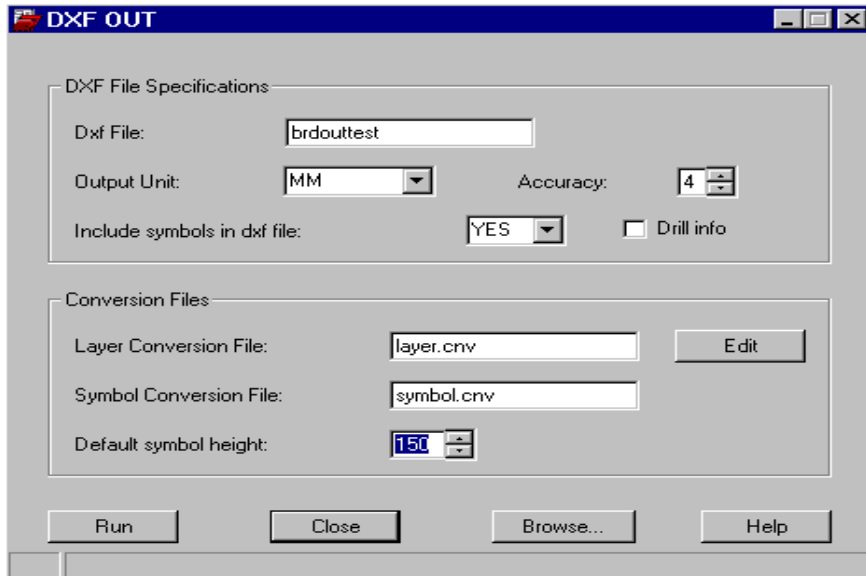 DXF OUT
DXF File Specifications
Dxf File: brdouttest
Output Unit: MM Accuracy: 4
Include symbols in dxf file: YES Drill info
Conversion Files
Layer Conversion File: layer.cnv Edit
Symbol Conversion File: symbol.cnv
Default symbol height: 150
Run Close Browse... Help